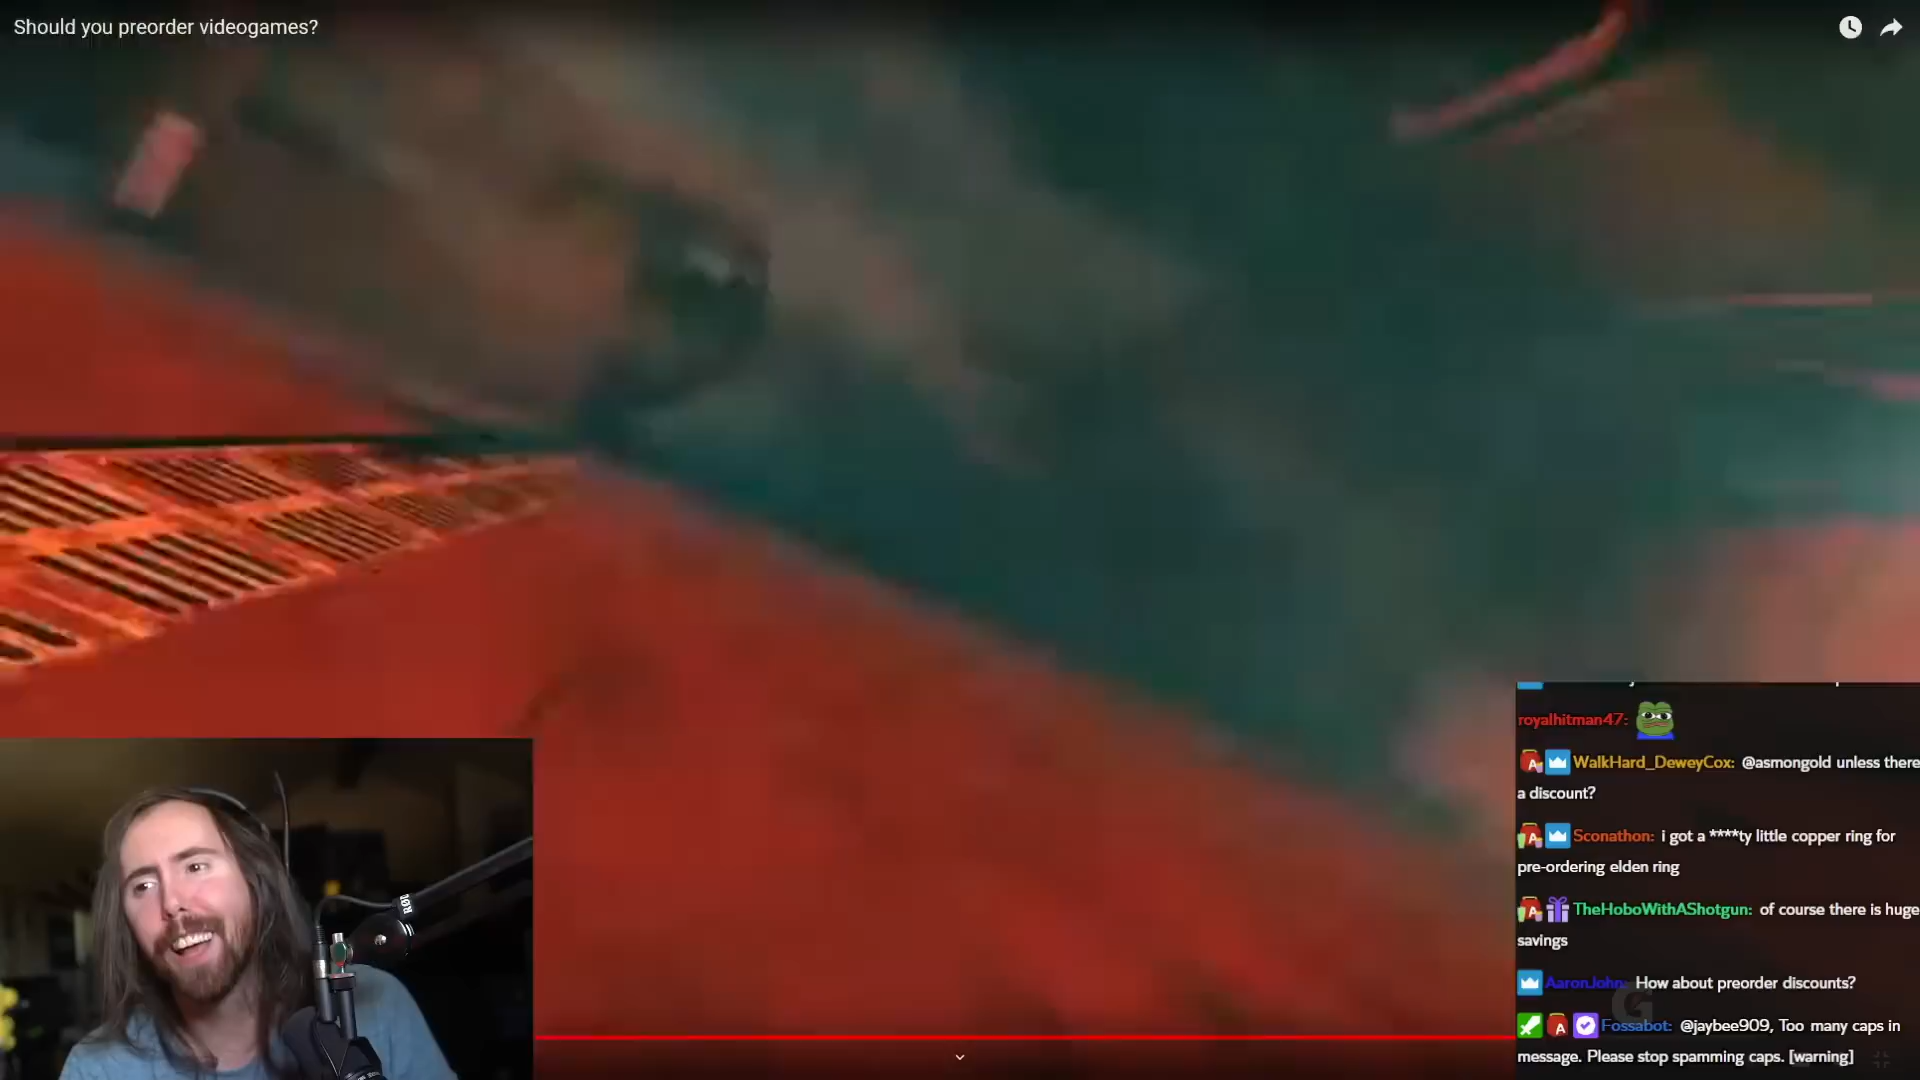 Should you preorder videogames?
royalhitman47:
WalkHard_DeweyCox: @asmongold unless there
a discount?
Sconathon: i got a ****ty little copper ring for
pre-ordering elden ring
TheHoboWithAShotgun: of course there is huge
savings
AaronJohn: How about preorder discounts?
Fossabot: @jaybee909, Too many caps in
message. Please stop spamming caps. [warning]